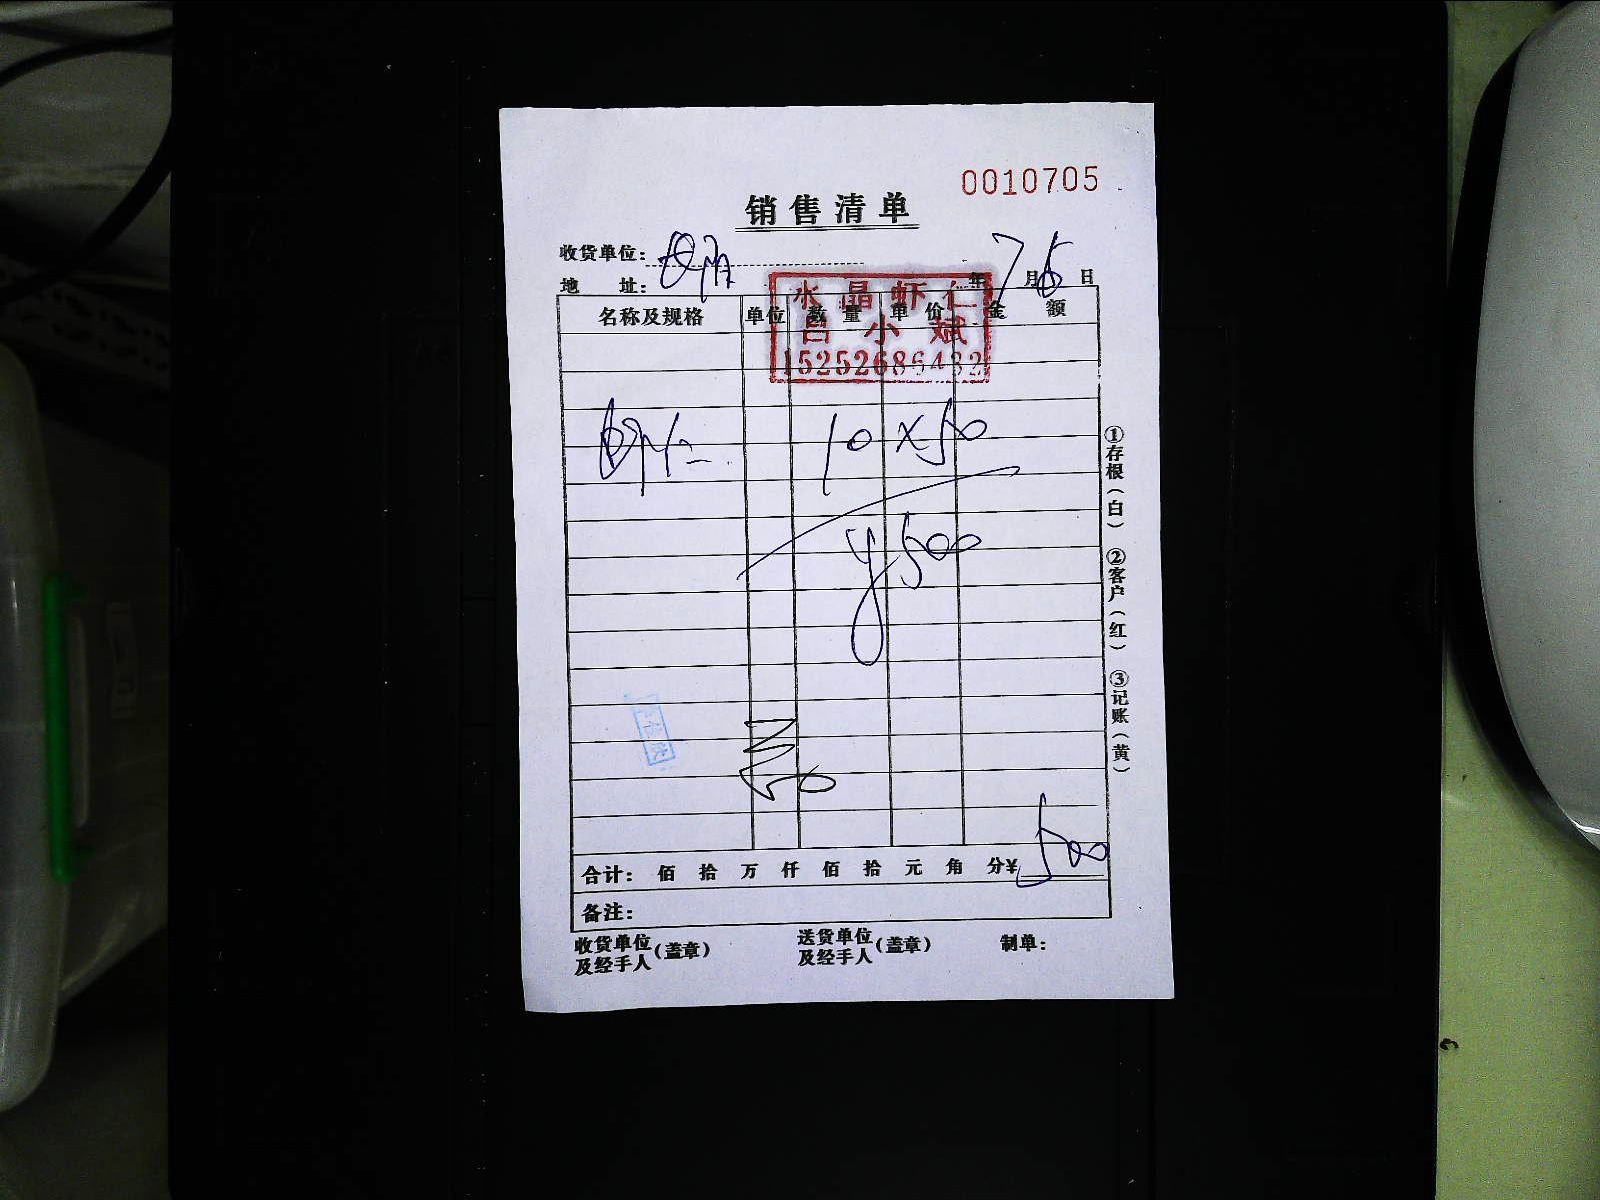 0010705
销售清单
收货单位：
年7月6日
地 址：
水晶虾仁
吕小斌
15252686432
名称及规格 单位 数量 单价 金额
10 x 50
¥500
合计： 佰 拾 万 仟 佰 拾 元 角 分¥ 500
备注：
收货单位及经手人（盖章）
送货单位及经手人（盖章）
制单：
①存根（白） ②客户（红） ③记账（黄）